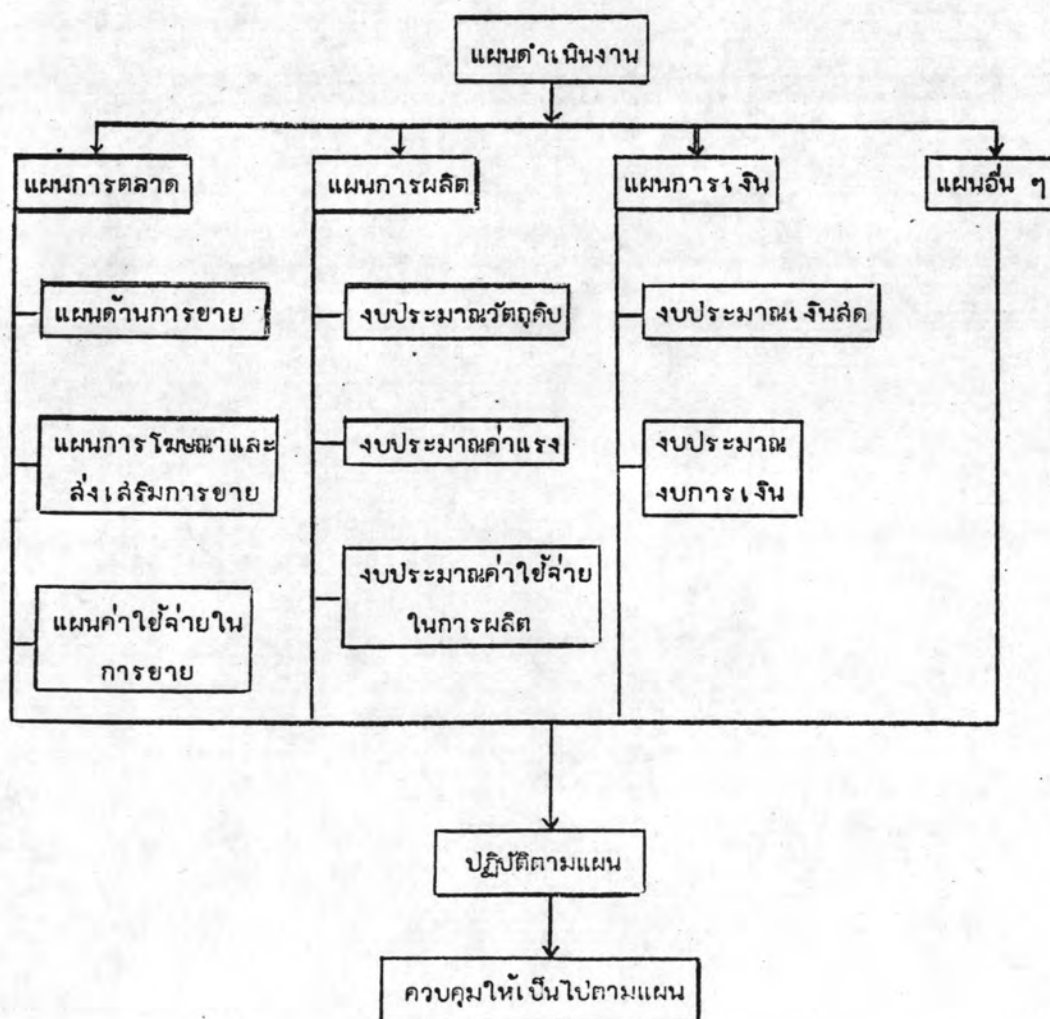 แผนดำเนินงาน
แผนการตลาด
แผนการผลิต
แผนการเงิน
แผนอื่น ๆ
แผนด้านการขาย
งบประมาณวัตถุดิบ
งบประมาณเงินสด
แผนการโฆษณาและ
ส่งเสริมการขาย
งบประมาณค่าแรง
งบประมาณ
งบการเงิน
แผนค่าใช้จ่ายใน
การขาย
งบประมาณค่าใช้จ่าย
ในการผลิต
ปฏิบัติตามแผน
ควบคุมให้เป็นไปตามแผน